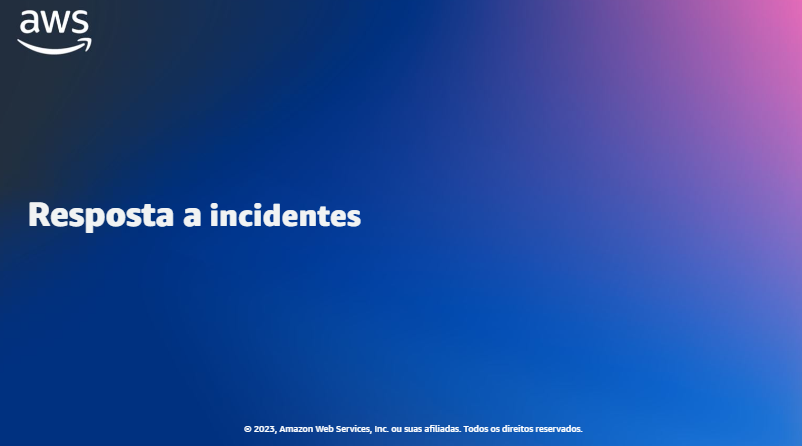 aws
Resposta a incidentes
© 2023, Amazon Web Services, Inc. ou suas afiliadas. Todos os direitos reservados.